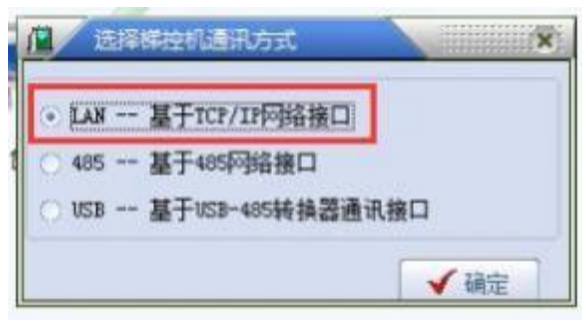 选择梯控机通讯方式
LAN -- 基于TCP/IP网络接口
485 -- 基于485网络接口
USB -- 基于USB-485转换器通讯接口
确定